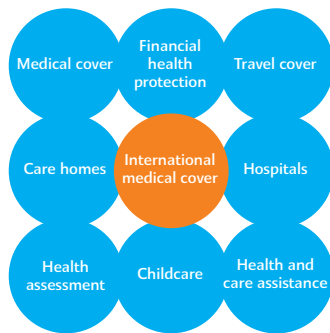 Medical cover
Financial
health
protection
Travel cover
Care homes
International
medical cover
Hospitals
Health
assessment
Childcare
Health and
care assistance